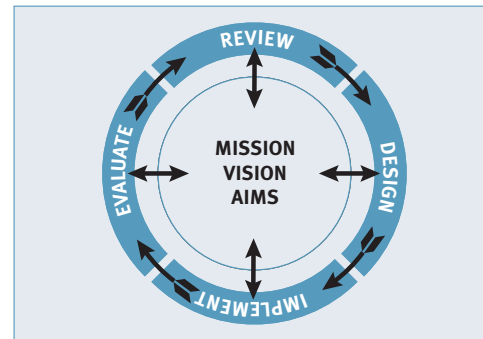 REVIEW
DESIGN
IMPLEMENT
EVALUATE
MISSION
VISION
AIMS